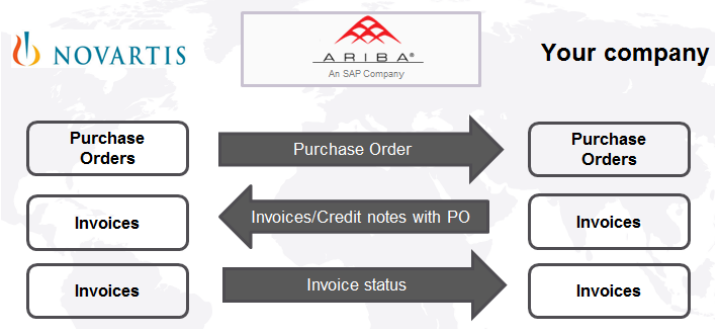 NOVARTIS
ARIBA®
An SAP Company
Your company
Purchase
Orders
Purchase Order
Purchase
Orders
Invoices
Invoices/Credit notes with PO
Invoices
Invoices
Invoice status
Invoices